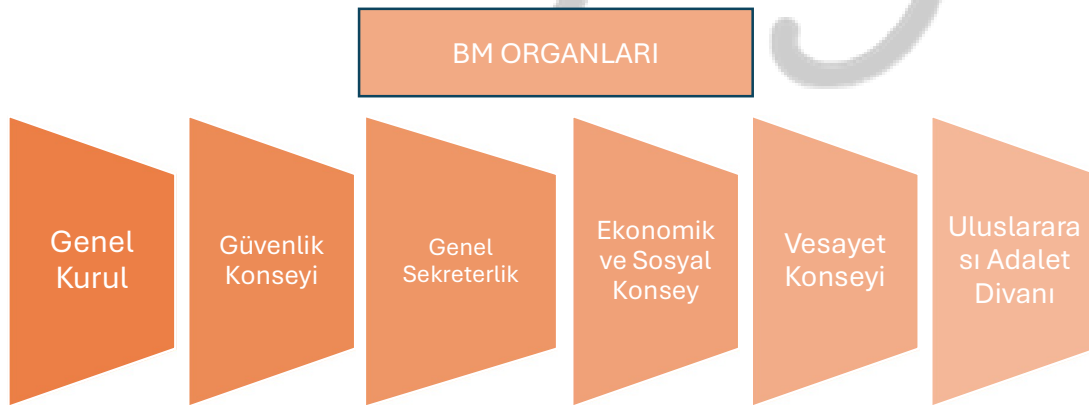 BM ORGANLARI
Genel
Kurul
Güvenlik
Konseyi
Genel
Sekreterlik
Ekonomik
ve Sosyal
Konsey
Vesayet
Konseyi
Uluslarara
sı Adalet
Divanı